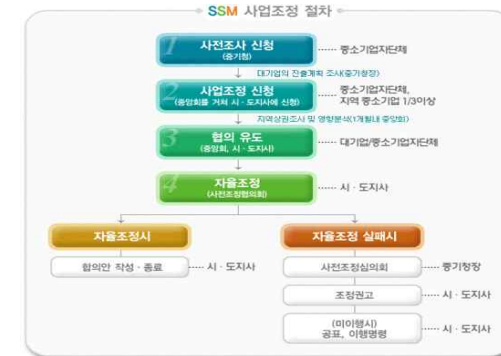 SSM 사업조정 절차
1 사전조사 신청 중소기업자단체
(중기청)
대기업의 진출계획 조사(중기청장)
2 사업조정 신청 중소기업자단체,
(중앙회를 거쳐 시·도지사에 신청) 지역 중소기업 1/3이상
지역상권조사 및 영향분석(1개월내 중앙회)
3 협의 유도 대기업/중소기업자단체
(중앙회, 시·도지사)
4 자율조정 시·도지사
(사전조정협의회)
자율조정시 자율조정 실패시
합의안 작성·종료 시·도지사 사전조정심의회 중기청장
조정권고 시·도지사
(미이행시) 시·도지사
공표, 이행명령